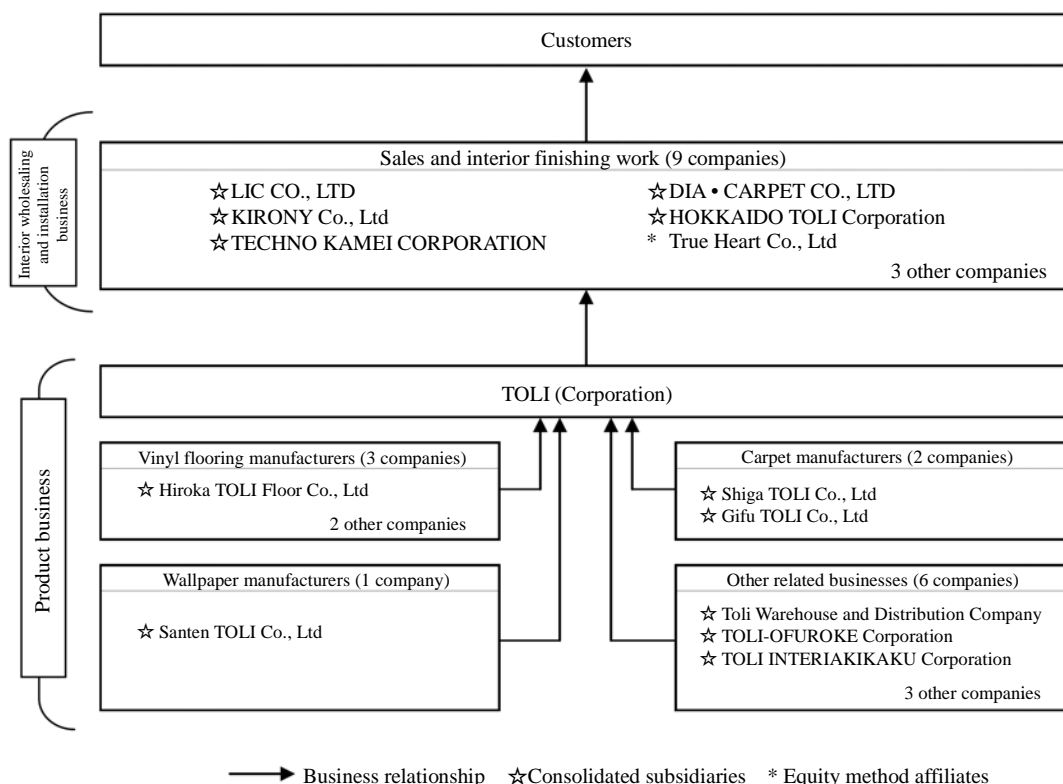 Customers
Interior wholesaling
and installation
business
Sales and interior finishing work (9 companies)
☆LIC CO., LTD
☆KIRONY Co., Ltd
☆TECHNO KAMEI CORPORATION
☆DIA • CARPET CO., LTD
☆HOKKAIDO TOLI Corporation
* True Heart Co., Ltd
3 other companies
Product business
TOLI (Corporation)
Vinyl flooring manufacturers (3 companies)
☆ Hiroka TOLI Floor Co., Ltd
2 other companies
Carpet manufacturers (2 companies)
☆ Shiga TOLI Co., Ltd
☆ Gifu TOLI Co., Ltd
Wallpaper manufacturers (1 company)
☆ Santen TOLI Co., Ltd
Other related businesses (6 companies)
☆ Toli Warehouse and Distribution Company
☆ TOLI-OFUROKE Corporation
☆ TOLI INTERIAKIKAKU Corporation
3 other companies
Business relationship ☆Consolidated subsidiaries * Equity method affiliates